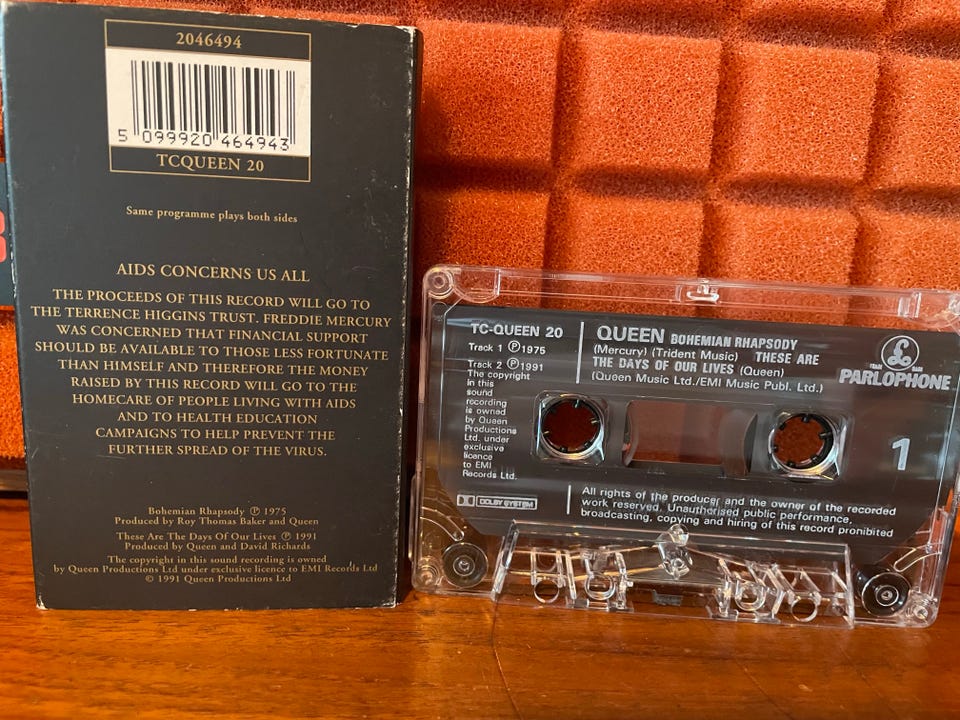 2046494
5 099920 464943
TCQUEEN 20
Same programme plays both sides
AIDS CONCERNS US ALL
THE PROCEEDS OF THIS RECORD WILL GO TO
THE TERRENCE HIGGINS TRUST. FREDDIE MERCURY
WAS CONCERNED THAT FINANCIAL SUPPORT
SHOULD BE AVAILABLE TO THOSE LESS FORTUNATE
THAN HIMSELF AND THEREFORE THE MONEY
RAISED BY THIS RECORD WILL GO TO THE
HOMECARE OF PEOPLE LIVING WITH AIDS
AND TO HEALTH EDUCATION
CAMPAIGNS TO HELP PREVENT THE
FURTHER SPREAD OF THE VIRUS.
Bohemian Rhapsody ℗ 1975
Produced by Roy Thomas Baker and Queen
These Are The Days Of Our Lives ℗ 1991
Produced by Queen and David Richards
The copyright in this sound recording is owned
by Queen Productions Ltd under exclusive licence to EMI Records Ltd
© 1991 Queen Productions Ltd
TC-QUEEN 20
Track 1 ℗1975
Track 2 ℗1991
The copyright
in this
sound
recording
is owned
by Queen
Productions
Ltd. under
exclusive
licence
to EMI
Records Ltd.
QUEEN BOHEMIAN RHAPSODY
(Mercury) (Trident Music) THESE ARE
THE DAYS OF OUR LIVES (Queen)
(Queen Music Ltd./EMI Music Publ. Ltd.)
£
TRADE MARK
PARLOPHONE
1
DOLBY SYSTEM
All rights of the producer and the owner of the recorded
work reserved. Unauthorised public performance,
broadcasting, copying and hiring of this record prohibited